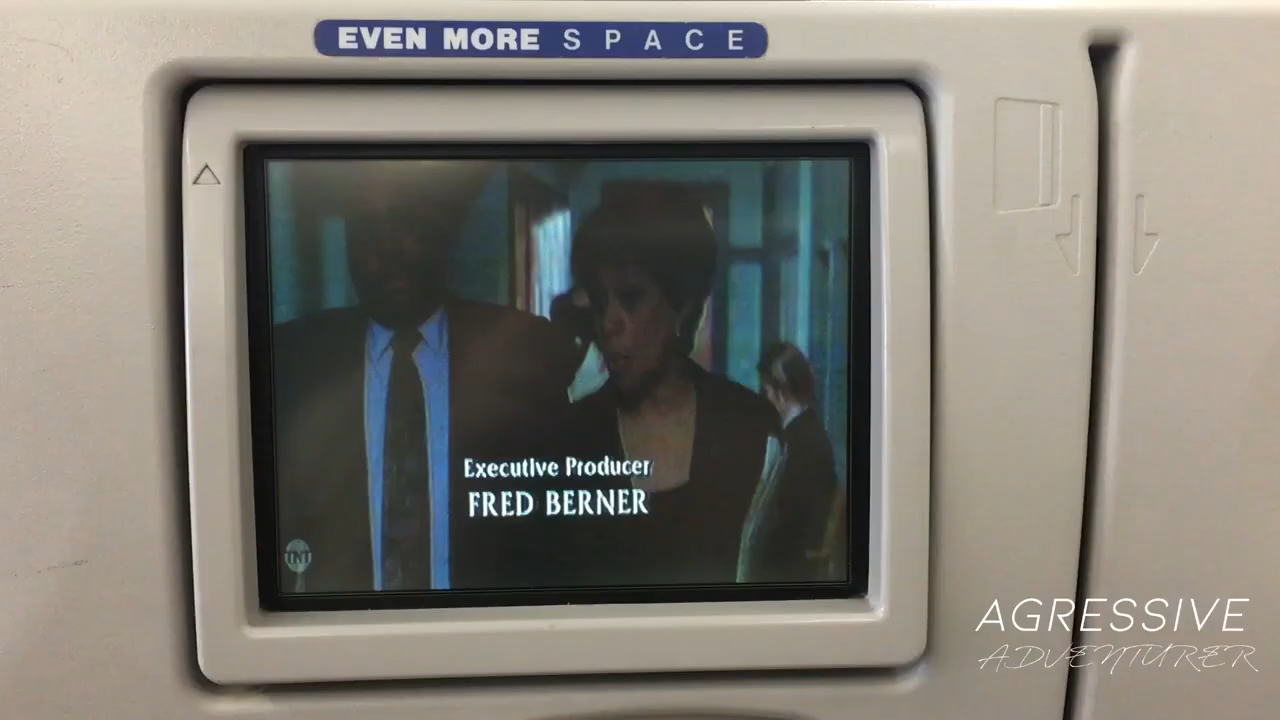 EVEN MORE SPACE
Executive Producer
FRED BERNER
TNT
AGRESSIVE
ADVENTURER